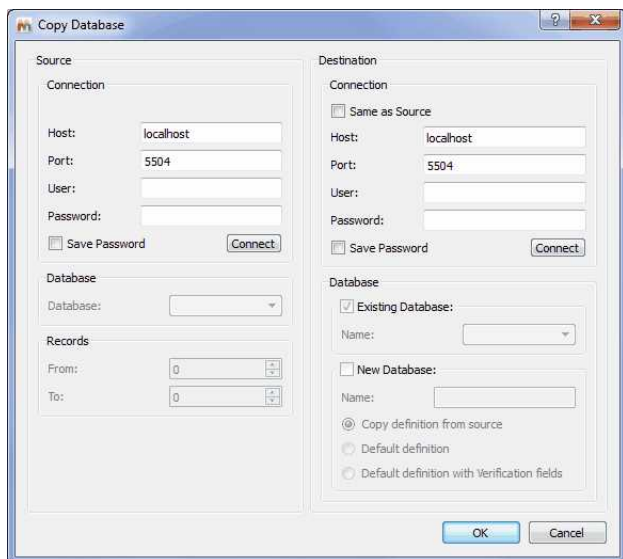 Copy Database
Source
Connection
Host: localhost
Port: 5504
User:
Password:
Save Password Connect
Database
Database:
Records
From: 0
To: 0
Destination
Connection
Same as Source
Host: localhost
Port: 5504
User:
Password:
Save Password Connect
Database
Existing Database:
Name:
New Database:
Name:
Copy definition from source
Default definition
Default definition with Verification fields
OK Cancel